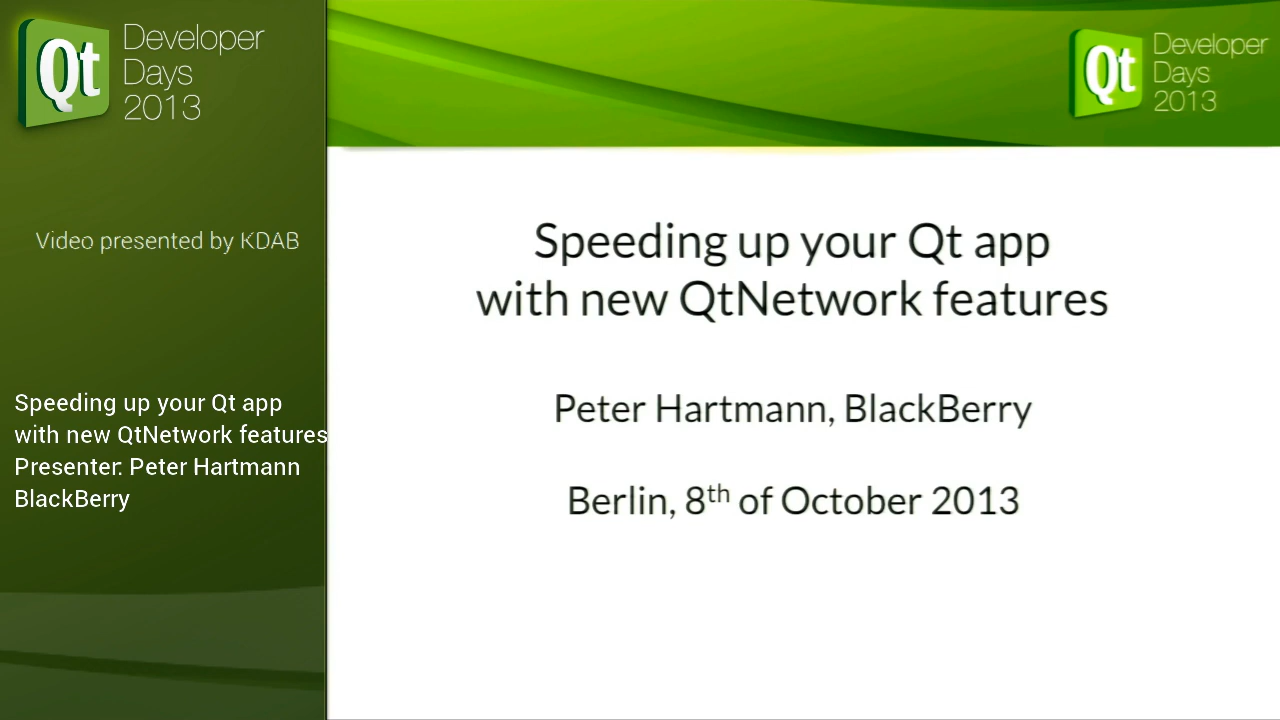 Qt Developer
Days
2013
Video presented by KDAB
Speeding up your Qt app
with new QtNetwork features
Presenter: Peter Hartmann
BlackBerry
Qt Developer
Days
2013
Speeding up your Qt app
with new QtNetwork features
Peter Hartmann, BlackBerry
Berlin, 8th of October 2013